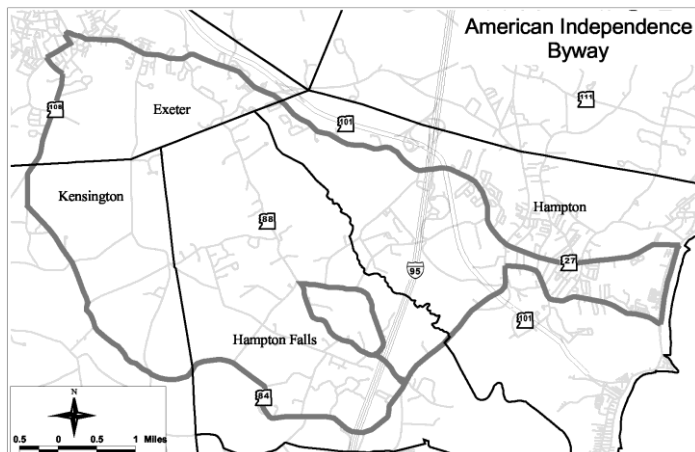 American Independence
Byway
111
108
Exeter
101
Kensington
Hampton
88
27
95
101
Hampton Falls
84
N
0.5 0 0.5 1 Miles